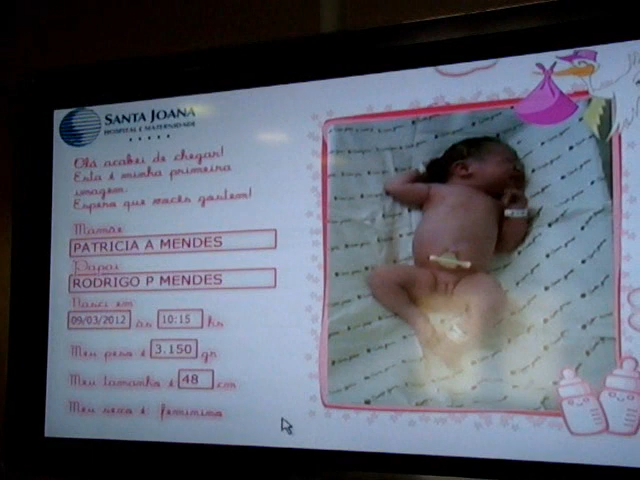 SANTA JOANA
HOSPITAL E MATERNIDADE
Olá acabei de chegar!
Esta é minha primeira
imagem.
Espero que vocês gostem!
Mamãe
PATRICIA A MENDES
Papai
RODRIGO P MENDES
Nasci em
09/03/2012 às 10:15 hs
Meu peso é 3.150 gr
Meu tamanho é 48 cm
Meu sexo é: feminino